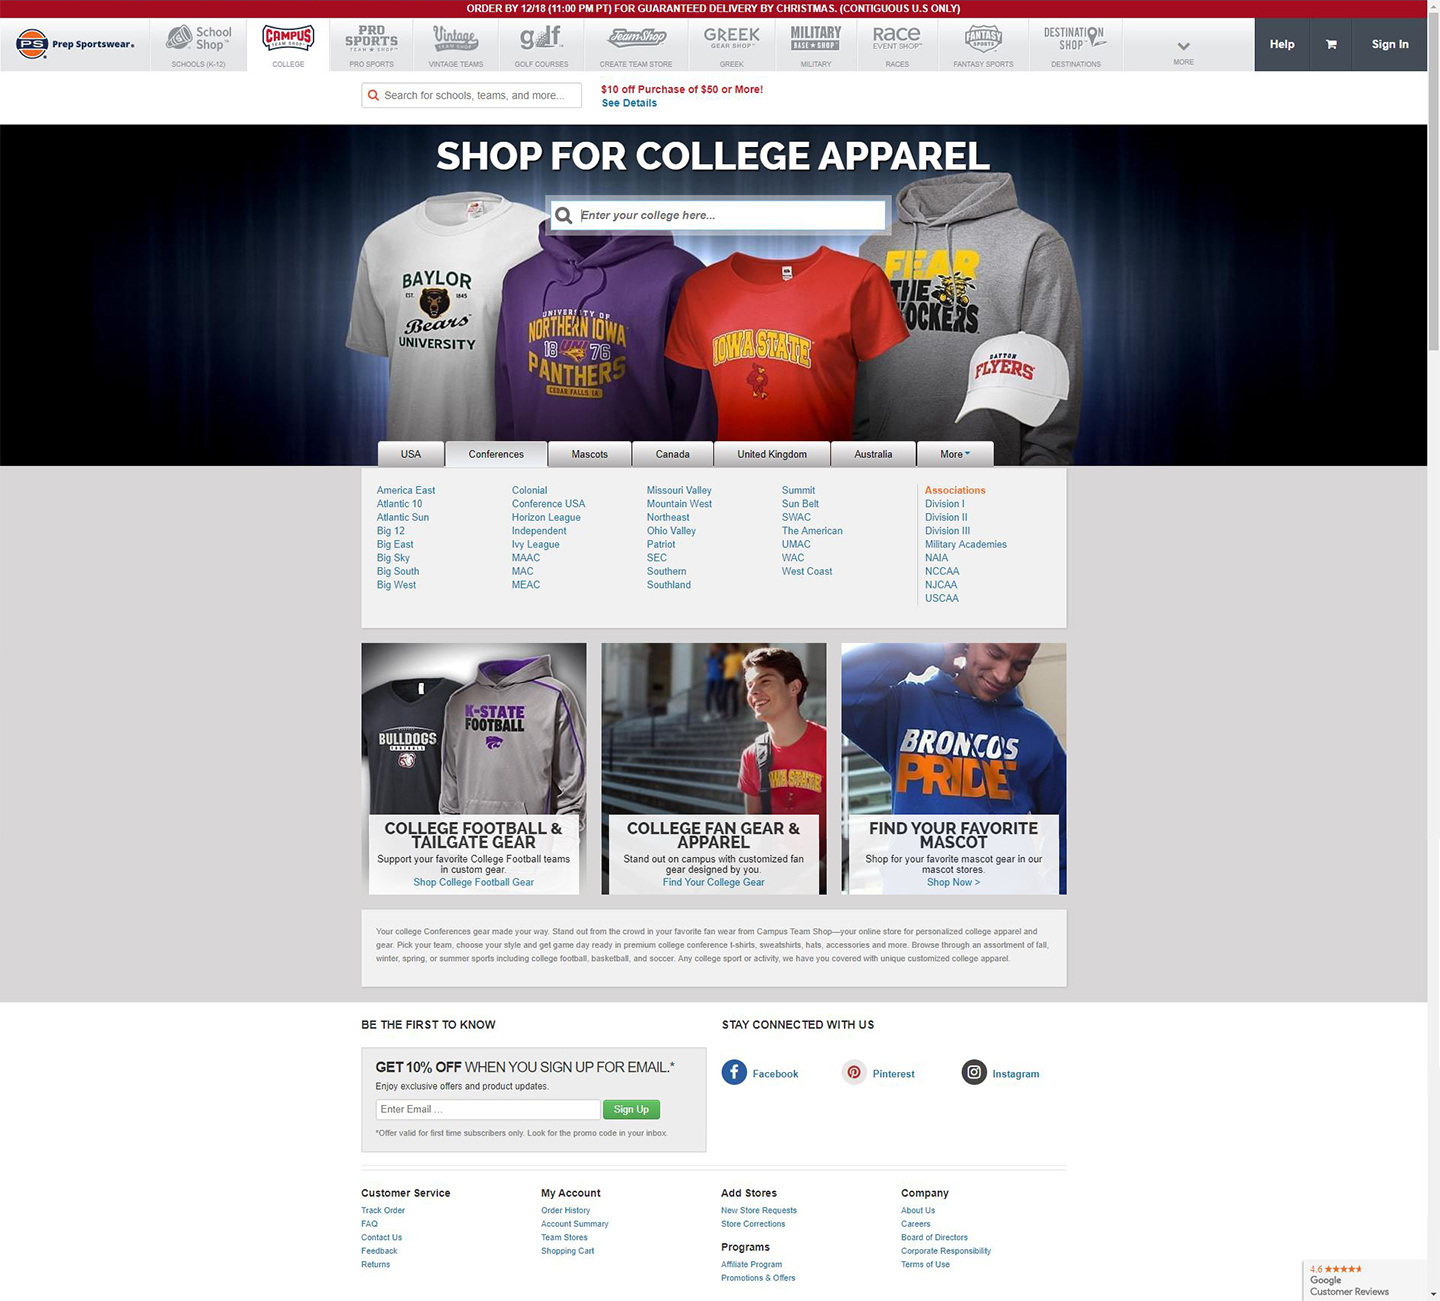 ORDER BY 12/18 (11:00 PM PT) FOR GUARANTEED DELIVERY BY CHRISTMAS. (CONTIGUOUS U.S ONLY)
PS Prep Sportswear.
School Shop™
SCHOOLS (K-12)
CAMPUS TEAM SHOP™
COLLEGE
PRO SPORTS TEAM ★ SHOP™
PRO SPORTS
Vintage TEAM SHOP™
VINTAGE TEAMS
golf™
GOLF COURSES
TeamShop
CREATE TEAM STORE
GREEK GEAR SHOP™
GREEK
MILITARY BASE ★ SHOP™
MILITARY
RACE EVENT SHOP™
RACES
FANTASY SPORTS
FANTASY SPORTS
DESTINATION SHOP™
DESTINATIONS
MORE
Help
Sign In
Search for schools, teams, and more...
$10 off Purchase of $50 or More!
See Details
SHOP FOR COLLEGE APPAREL
Enter your college here...
BAYLOR
EST. 1845
Bears™
UNIVERSITY
UNIVERSITY OF
NORTHERN IOWA
18 UNI 76
PANTHERS
CEDAR FALLS, IA
IOWA STATE
FEAR
THE
OCKERS
DAYTON
FLYERS
USA
Conferences
Mascots
Canada
United Kingdom
Australia
More
America East
Atlantic 10
Atlantic Sun
Big 12
Big East
Big Sky
Big South
Big West
Colonial
Conference USA
Horizon League
Independent
Ivy League
MAAC
MAC
MEAC
Missouri Valley
Mountain West
Northeast
Ohio Valley
Patriot
SEC
Southern
Southland
Summit
Sun Belt
SWAC
The American
UMAC
WAC
West Coast
Associations
Division I
Division II
Division III
Military Academies
NAIA
NCCAA
NJCAA
USCAA
BULLDOGS
FOOTBALL
K-STATE
FOOTBALL
COLLEGE FOOTBALL &
TAILGATE GEAR
Support your favorite College Football teams
in custom gear.
Shop College Football Gear
WA STATE
COLLEGE FAN GEAR &
APPAREL
Stand out on campus with customized fan
gear designed by you.
Find Your College Gear
BRONCOS
PRIDE
FIND YOUR FAVORITE
MASCOT
Shop for your favorite mascot gear in our
mascot stores.
Shop Now >
Your college Conferences gear made your way. Stand out from the crowd in your favorite fan wear from Campus Team Shop—your online store for personalized college apparel and
gear. Pick your team, choose your style and get game day ready in premium college conference t-shirts, sweatshirts, hats, accessories and more. Browse through an assortment of fall,
winter, spring, or summer sports including college football, basketball, and soccer. Any college sport or activity, we have you covered with unique customized college apparel.
BE THE FIRST TO KNOW
GET 10% OFF WHEN YOU SIGN UP FOR EMAIL.*
Enjoy exclusive offers and product updates.
Enter Email ...
Sign Up
*Offer valid for first time subscribers only. Look for the promo code in your inbox.
STAY CONNECTED WITH US
Facebook
Pinterest
Instagram
Customer Service
Track Order
FAQ
Contact Us
Feedback
Returns
My Account
Order History
Account Summary
Team Stores
Shopping Cart
Add Stores
New Store Requests
Store Corrections
Programs
Affiliate Program
Promotions & Offers
Company
About Us
Careers
Board of Directors
Corporate Responsibility
Terms of Use
4.6 ★★★★★
Google
Customer Reviews